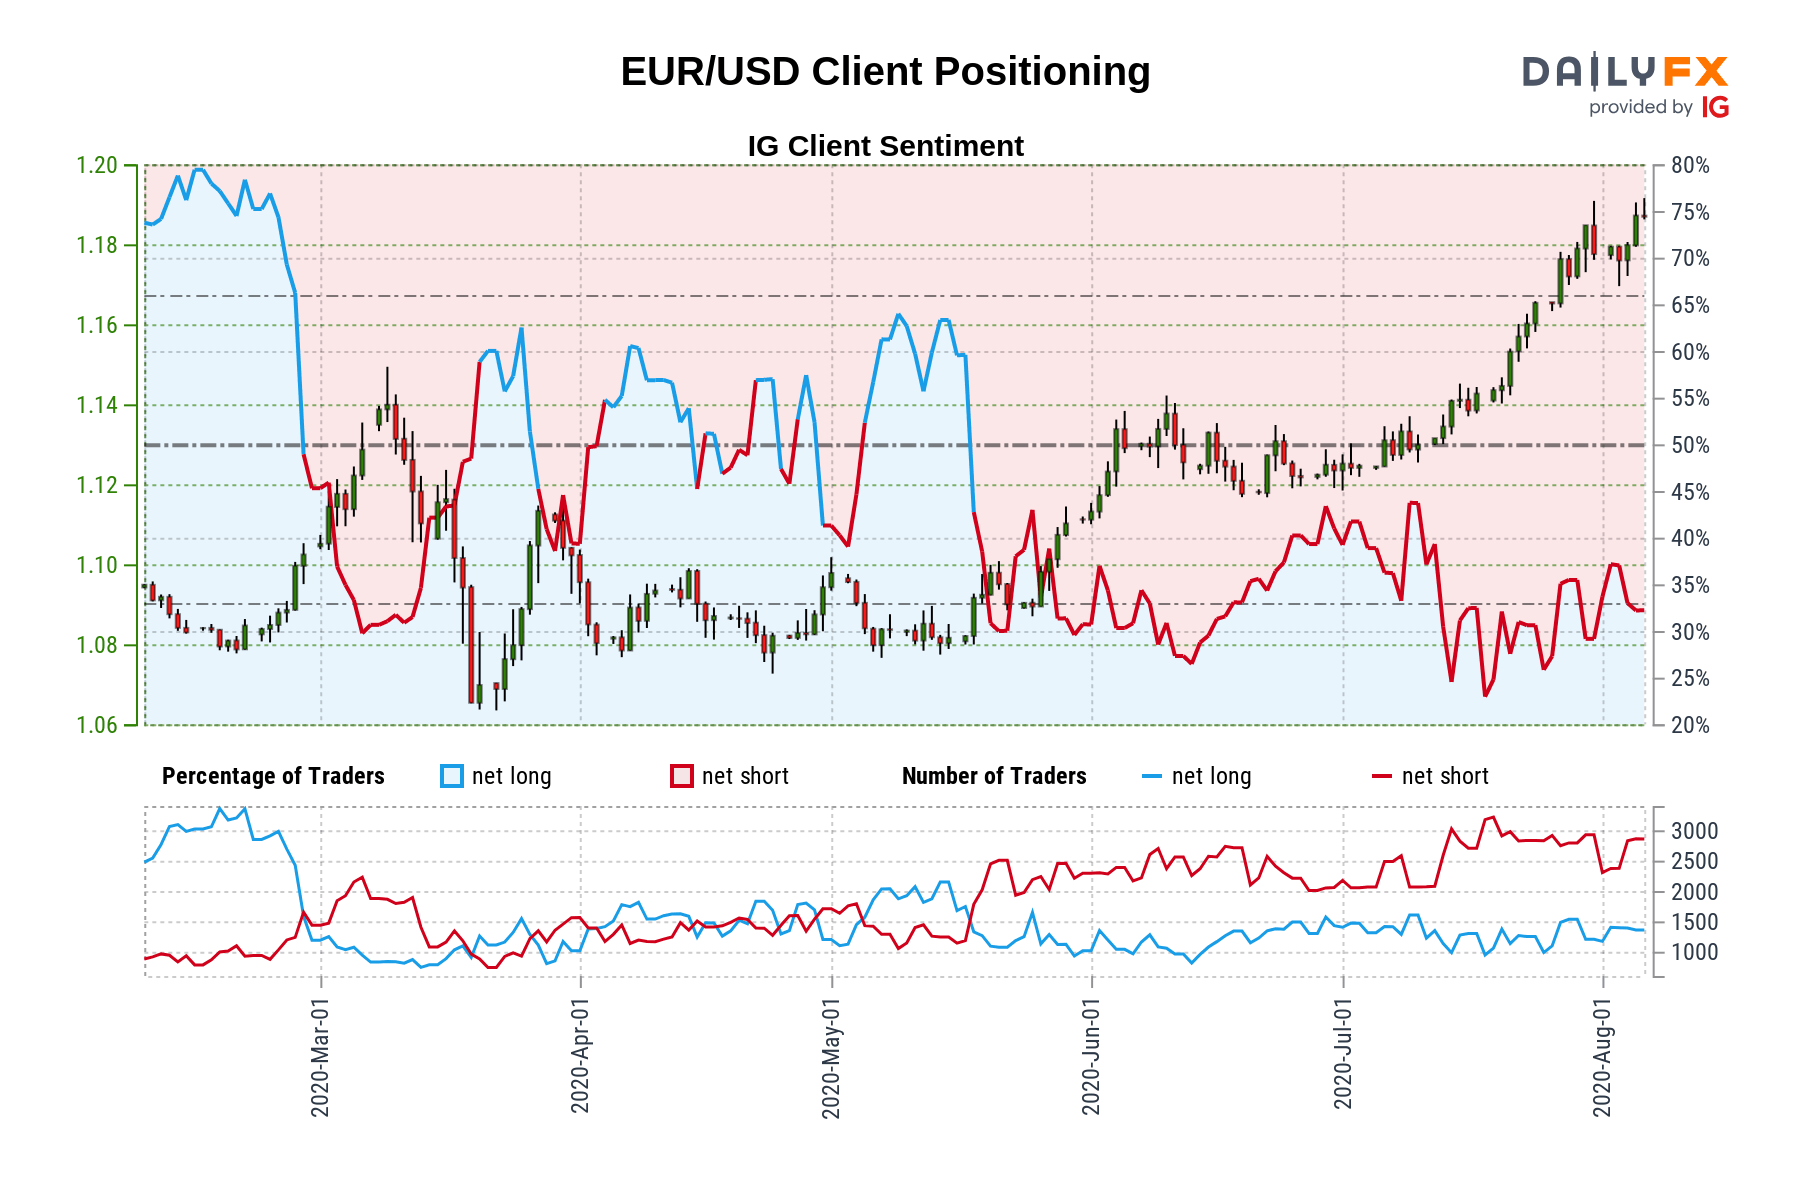 EUR/USD Client Positioning
DAILYFX
provided by IG
IG Client Sentiment
1.20
1.18
1.16
1.14
1.12
1.10
1.08
1.06
80%
75%
70%
65%
60%
55%
50%
45%
40%
35%
30%
25%
20%
Percentage of Traders net long net short Number of Traders net long net short
3000
2500
2000
1500
1000
2020-Mar-01
2020-Apr-01
2020-May-01
2020-Jun-01
2020-Jul-01
2020-Aug-01